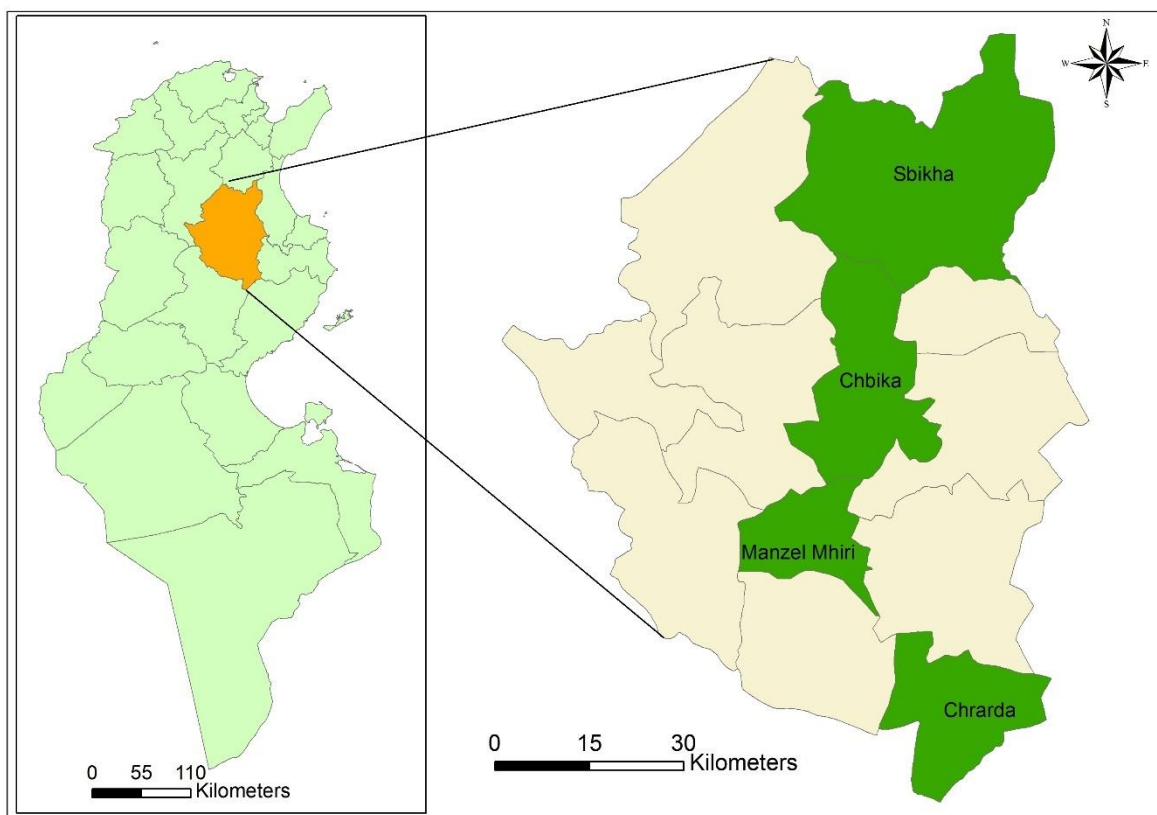 N
W E
S
Sbikha
Chbika
Manzel Mhiri
Chrarda
0 15 30
Kilometers
0 55 110
Kilometers